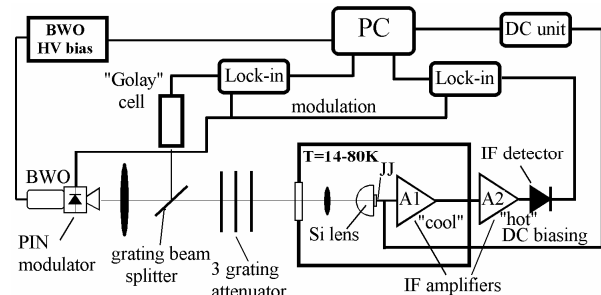 BWO
HV bias
PC
DC unit
"Golay"
cell
Lock-in
Lock-in
modulation
IF detector
T=14-80K
BWO
JJ
A1
A2
"cool"
"hot"
Si lens
DC biasing
PIN
modulator
grating beam
splitter
3 grating
attenuator
IF amplifiers